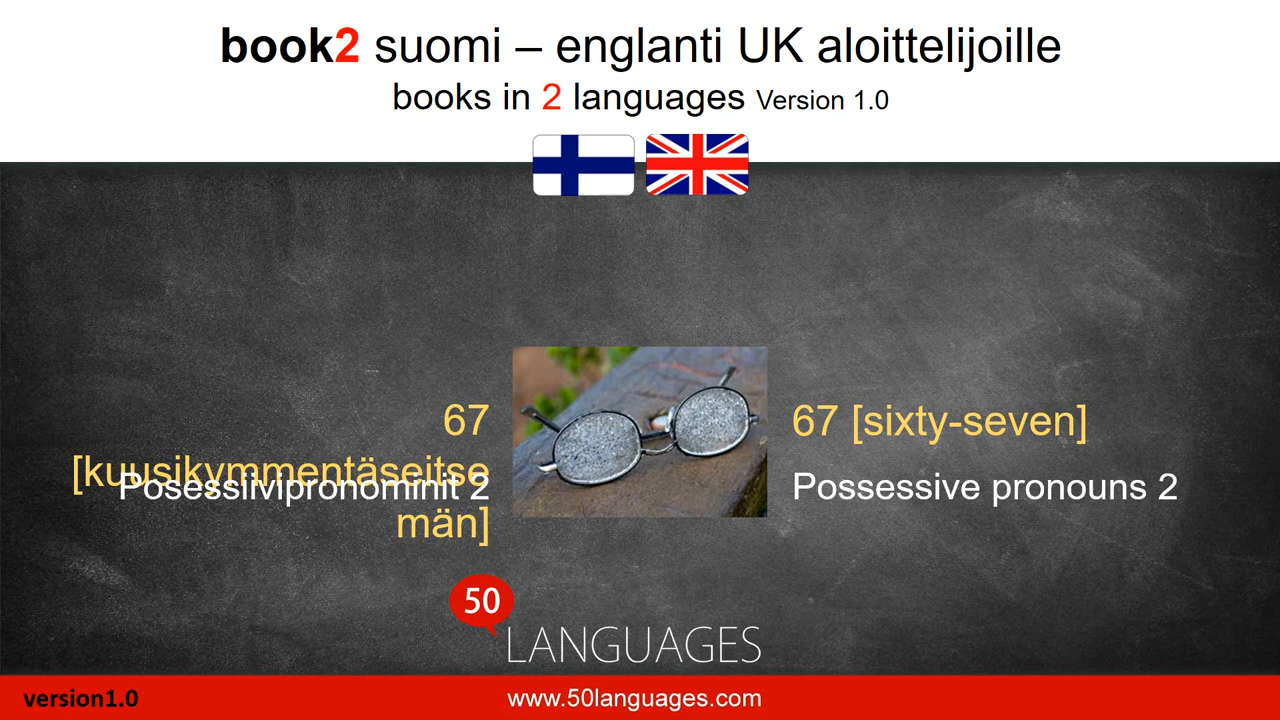 book2 suomi – englanti UK aloittelijoille
books in 2 languages Version 1.0
67
[kuusikymmentäseitse
män]
Posessiivipronominit 2
67 [sixty-seven]
Possessive pronouns 2
50
LANGUAGES
version1.0
www.50languages.com